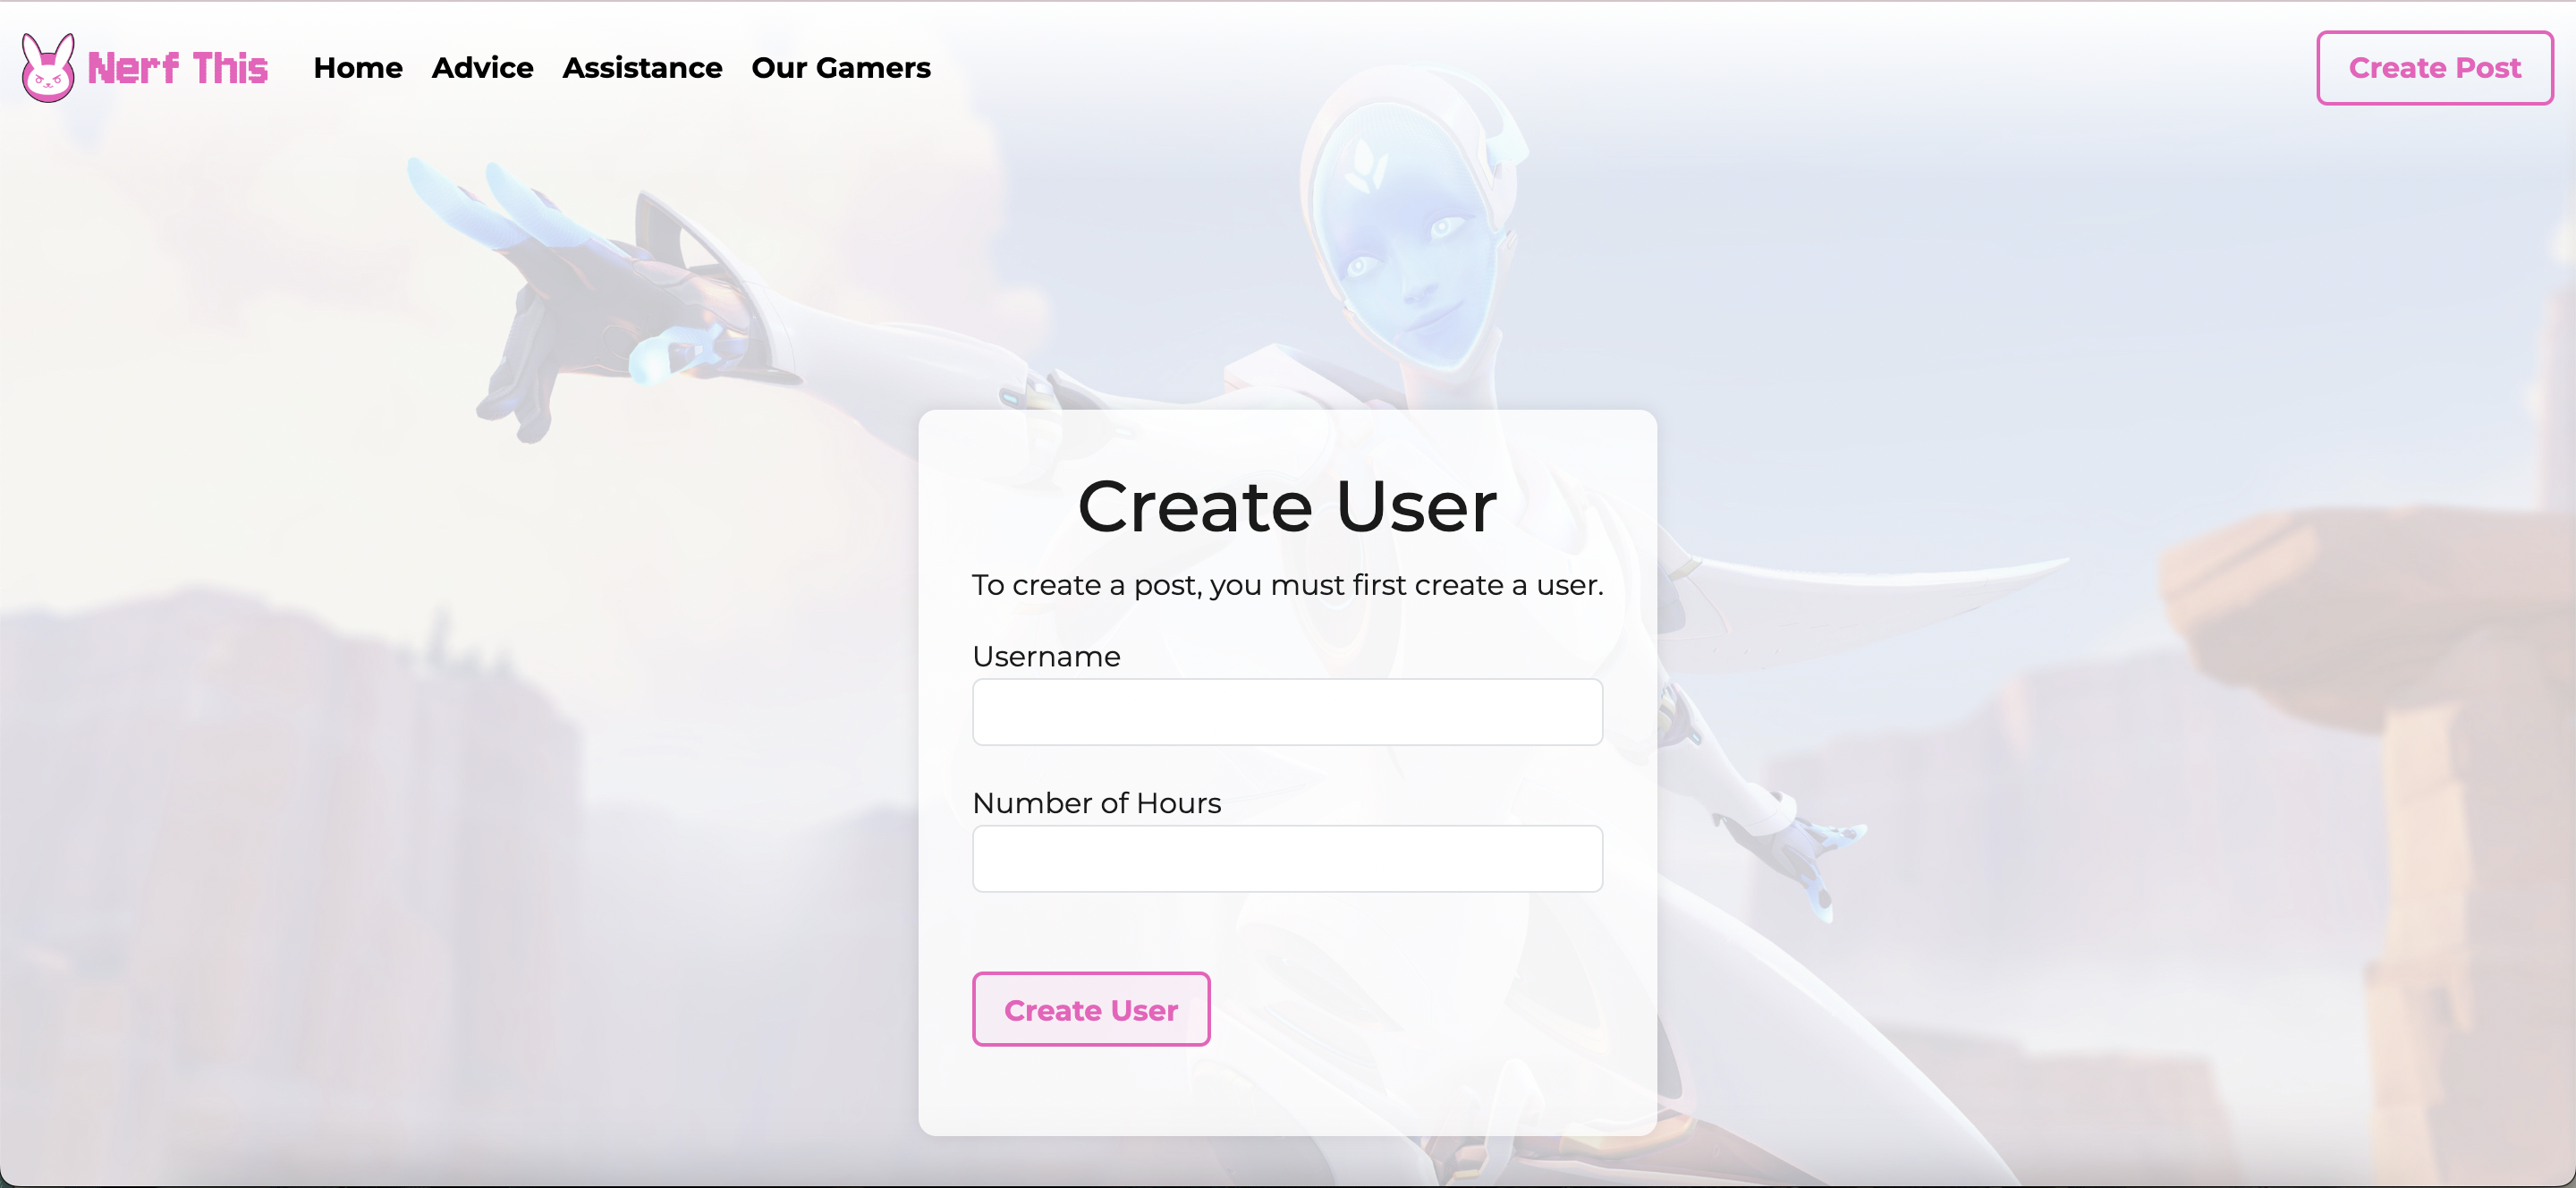 Nerf This Home Advice Assistance Our Gamers Create Post
Create User
To create a post, you must first create a user.
Username
Number of Hours
Create User